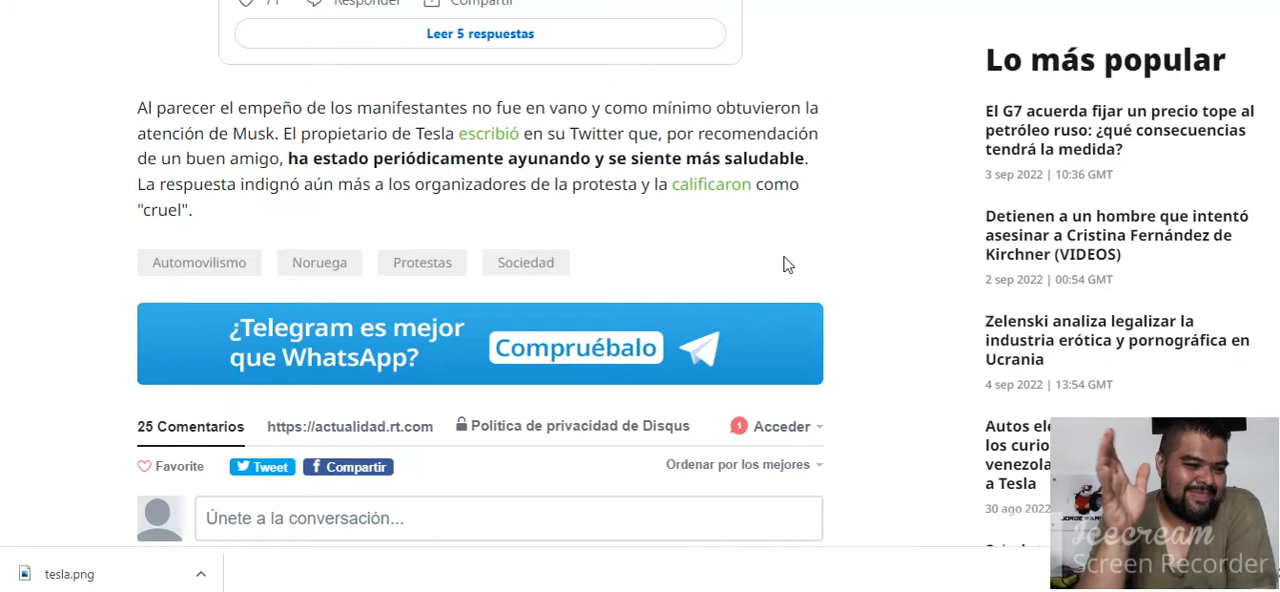 71 Responder Compartir
Leer 5 respuestas
Al parecer el empeño de los manifestantes no fue en vano y como mínimo obtuvieron la
atención de Musk. El propietario de Tesla escribió en su Twitter que, por recomendación
de un buen amigo, ha estado periódicamente ayunando y se siente más saludable.
La respuesta indignó aún más a los organizadores de la protesta y la calificaron como
"cruel".
Automovilismo Noruega Protestas Sociedad
¿Telegram es mejor
que WhatsApp?
Compruébalo
25 Comentarios https://actualidad.rt.com Politica de privacidad de Disqus 1 Acceder
Favorite Tweet Compartir Ordenar por los mejores
Únete a la conversación...
tesla.png
Lo más popular
El G7 acuerda fijar un precio tope al
petróleo ruso: ¿qué consecuencias
tendrá la medida?
3 sep 2022 | 10:36 GMT
Detienen a un hombre que intentó
asesinar a Cristina Fernández de
Kirchner (VIDEOS)
2 sep 2022 | 00:54 GMT
Zelenski analiza legalizar la
industria erótica y pornográfica en
Ucrania
4 sep 2022 | 13:54 GMT
Autos
los
a Tesla
30 ago 2022
Icecream
Screen Recorder